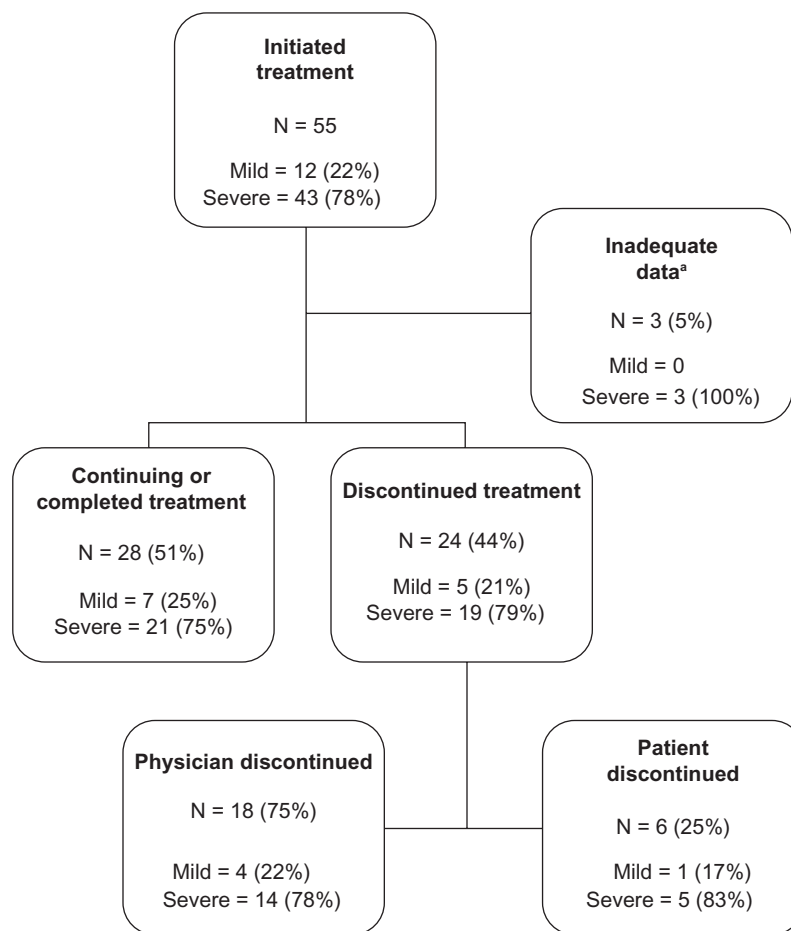 Initiated
treatment
N = 55
Mild = 12 (22%)
Severe = 43 (78%)
Inadequate
dataª
N = 3 (5%)
Mild = 0
Severe = 3 (100%)
Continuing or
completed treatment
N = 28 (51%)
Mild = 7 (25%)
Severe = 21 (75%)
Discontinued treatment
N = 24 (44%)
Mild = 5 (21%)
Severe = 19 (79%)
Physician discontinued
N = 18 (75%)
Mild = 4 (22%)
Severe = 14 (78%)
Patient
discontinued
N = 6 (25%)
Mild = 1 (17%)
Severe = 5 (83%)